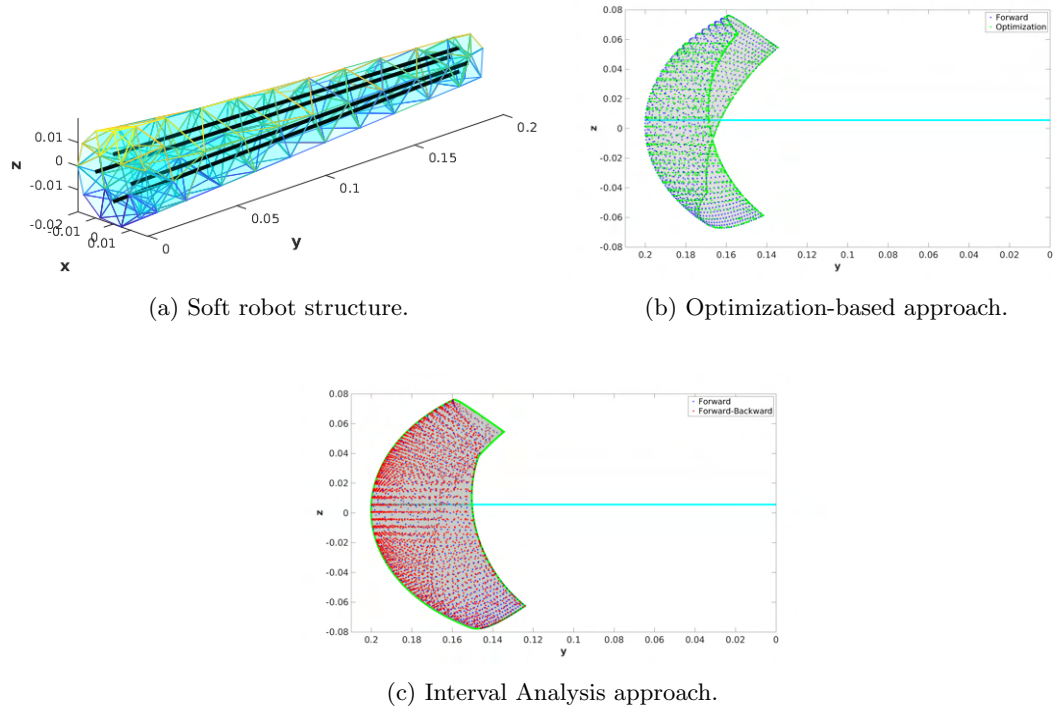 0.01
0
-0.01
z
-0.02
-0.01
0
0.01
x
0
0.05
0.1
0.15
0.2
y
(a) Soft robot structure.
0.08
0.06
0.04
0.02
0
-0.02
-0.04
-0.06
-0.08
z
0.2 0.18 0.16 0.14 0.12 0.1 0.08 0.06 0.04 0.02 0
y
Forward
Optimization
(b) Optimization-based approach.
0.08
0.06
0.04
0.02
0
-0.02
-0.04
-0.06
-0.08
z
0.2 0.18 0.16 0.14 0.12 0.1 0.08 0.06 0.04 0.02 0
y
Forward
Forward-Backward
(c) Interval Analysis approach.